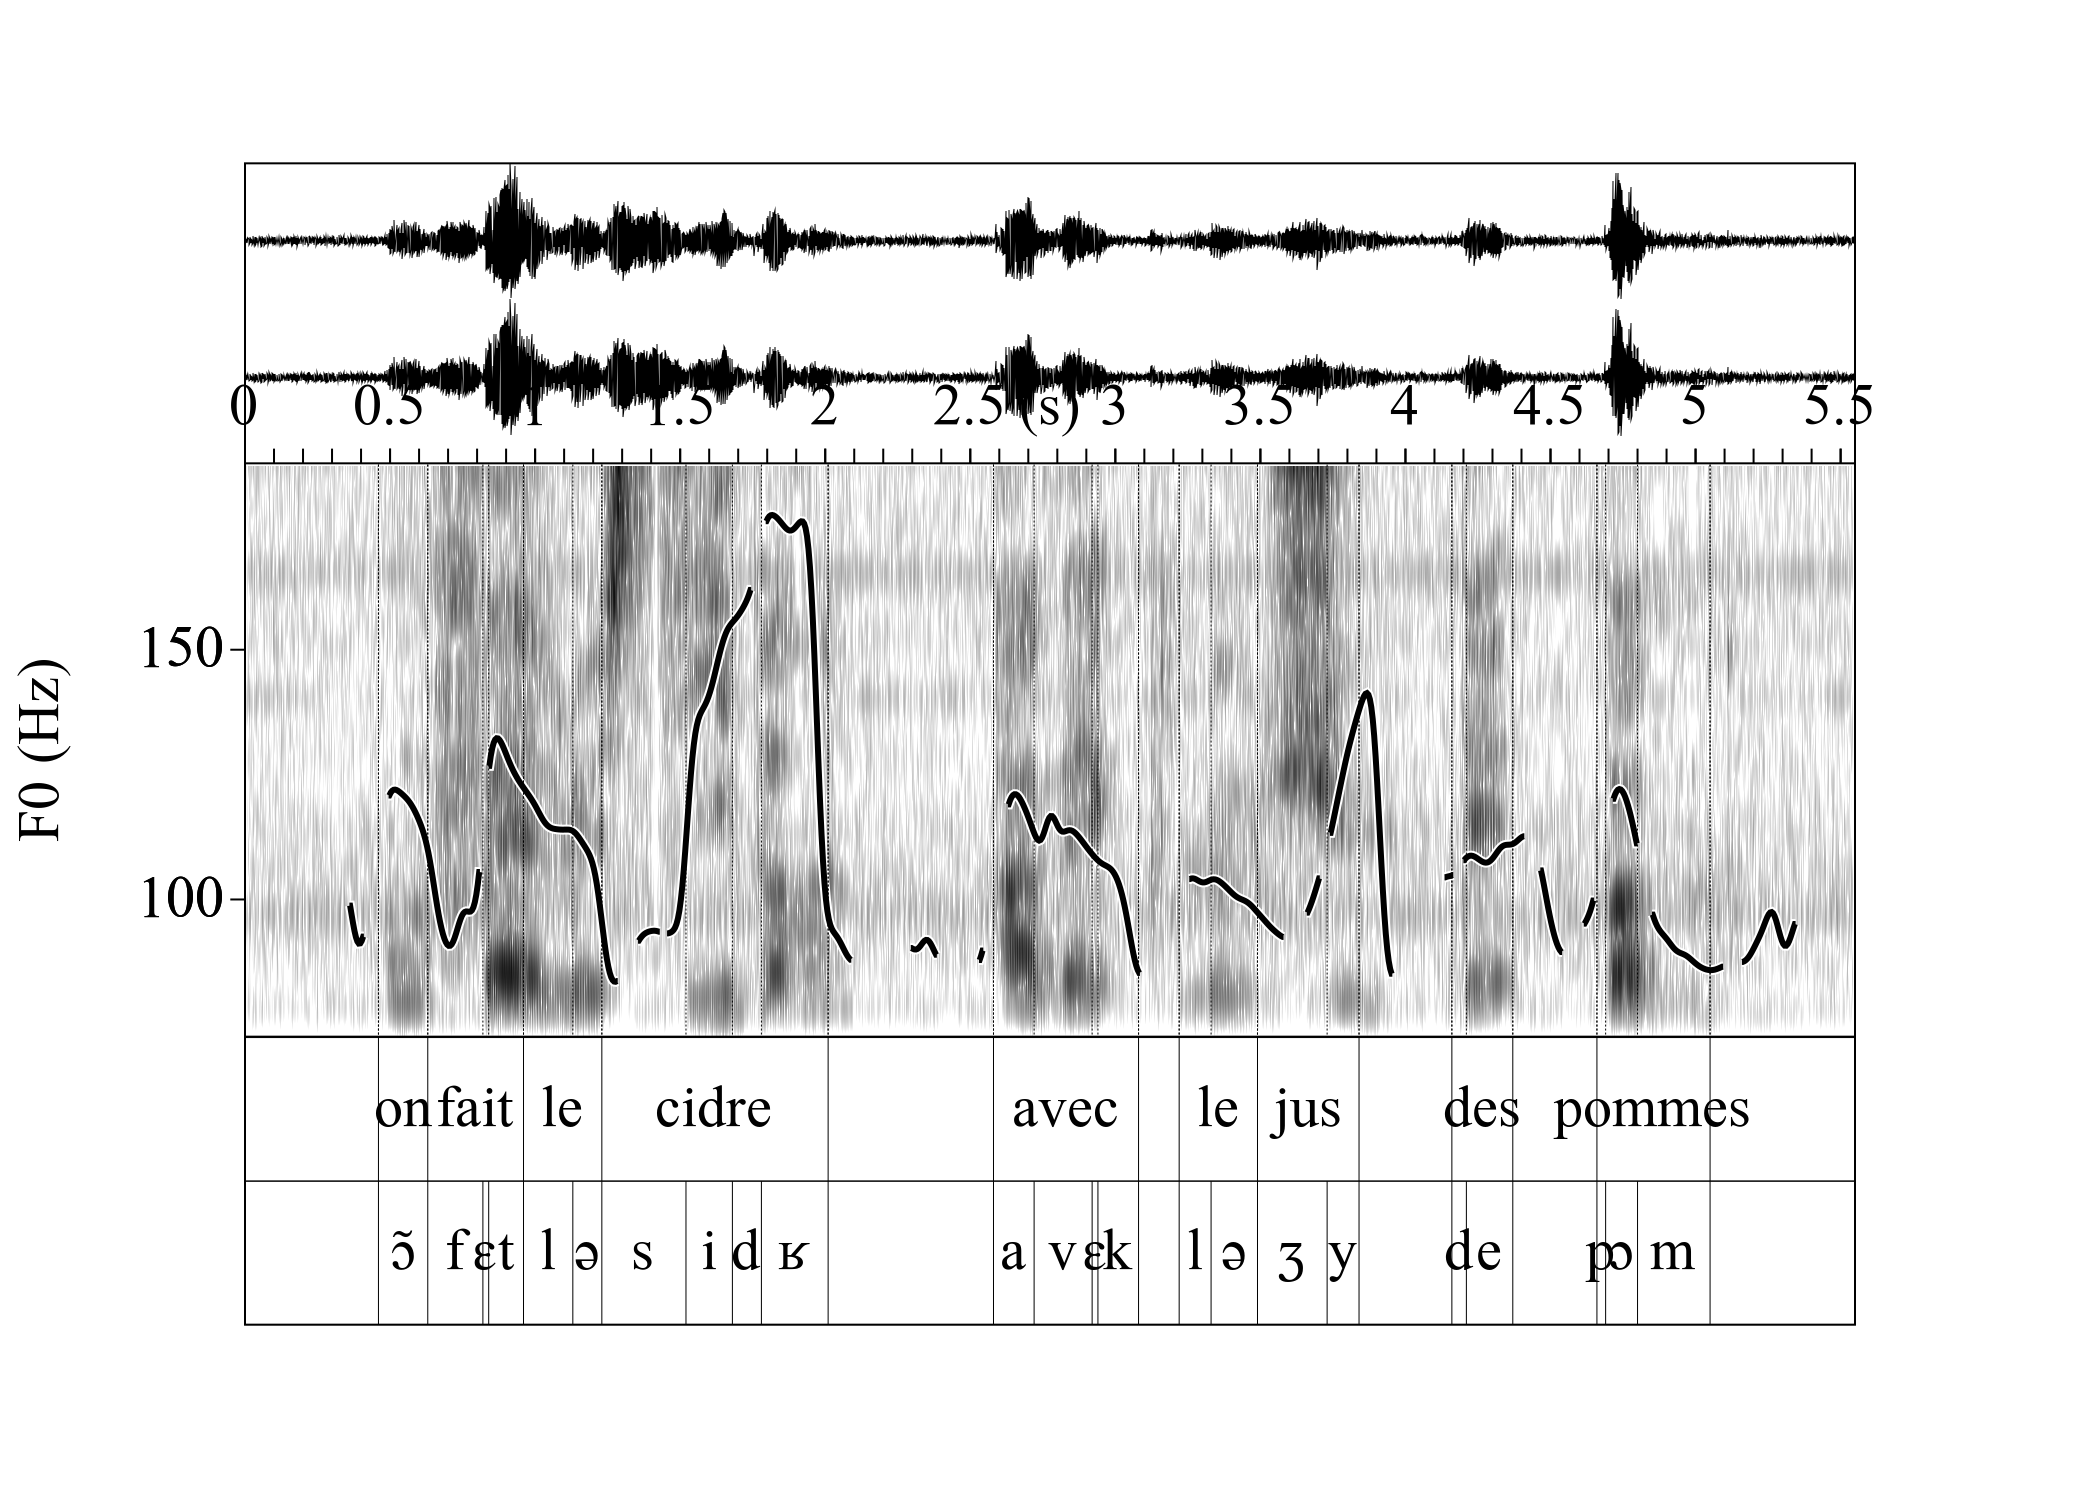 0 0.5 1 1.5 2 2.5 (s) 3 3.5 4 4.5 5 5.5
F0 (Hz)
150
100
on fait le cidre avec le jus des pommes
ɔ̃ f ɛ t l ə s i d ʁ a v ɛ k l ə ʒ y d e p ɔ m